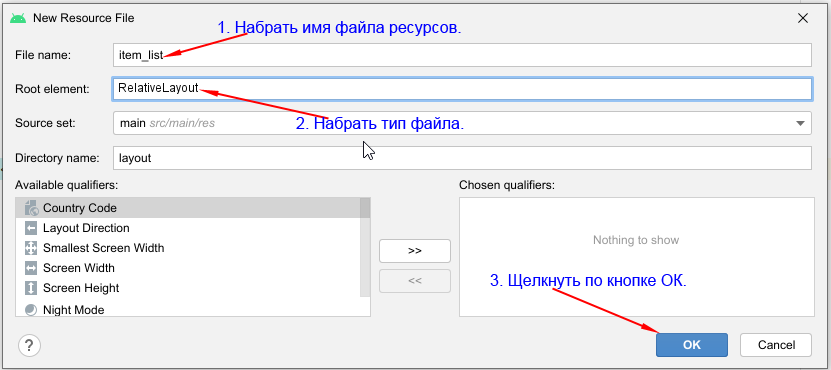 New Resource File
1. Набрать имя файла ресурсов.
File name: item_list
Root element: RelativeLayout
Source set: main src/main/res
2. Набрать тип файла.
Directory name: layout
Available qualifiers: Chosen qualifiers:
Country Code
Layout Direction
Smallest Screen Width
Screen Width
Screen Height
Night Mode
>>
<<
Nothing to show
3. Щелкнуть по кнопке ОК.
?
OK Cancel